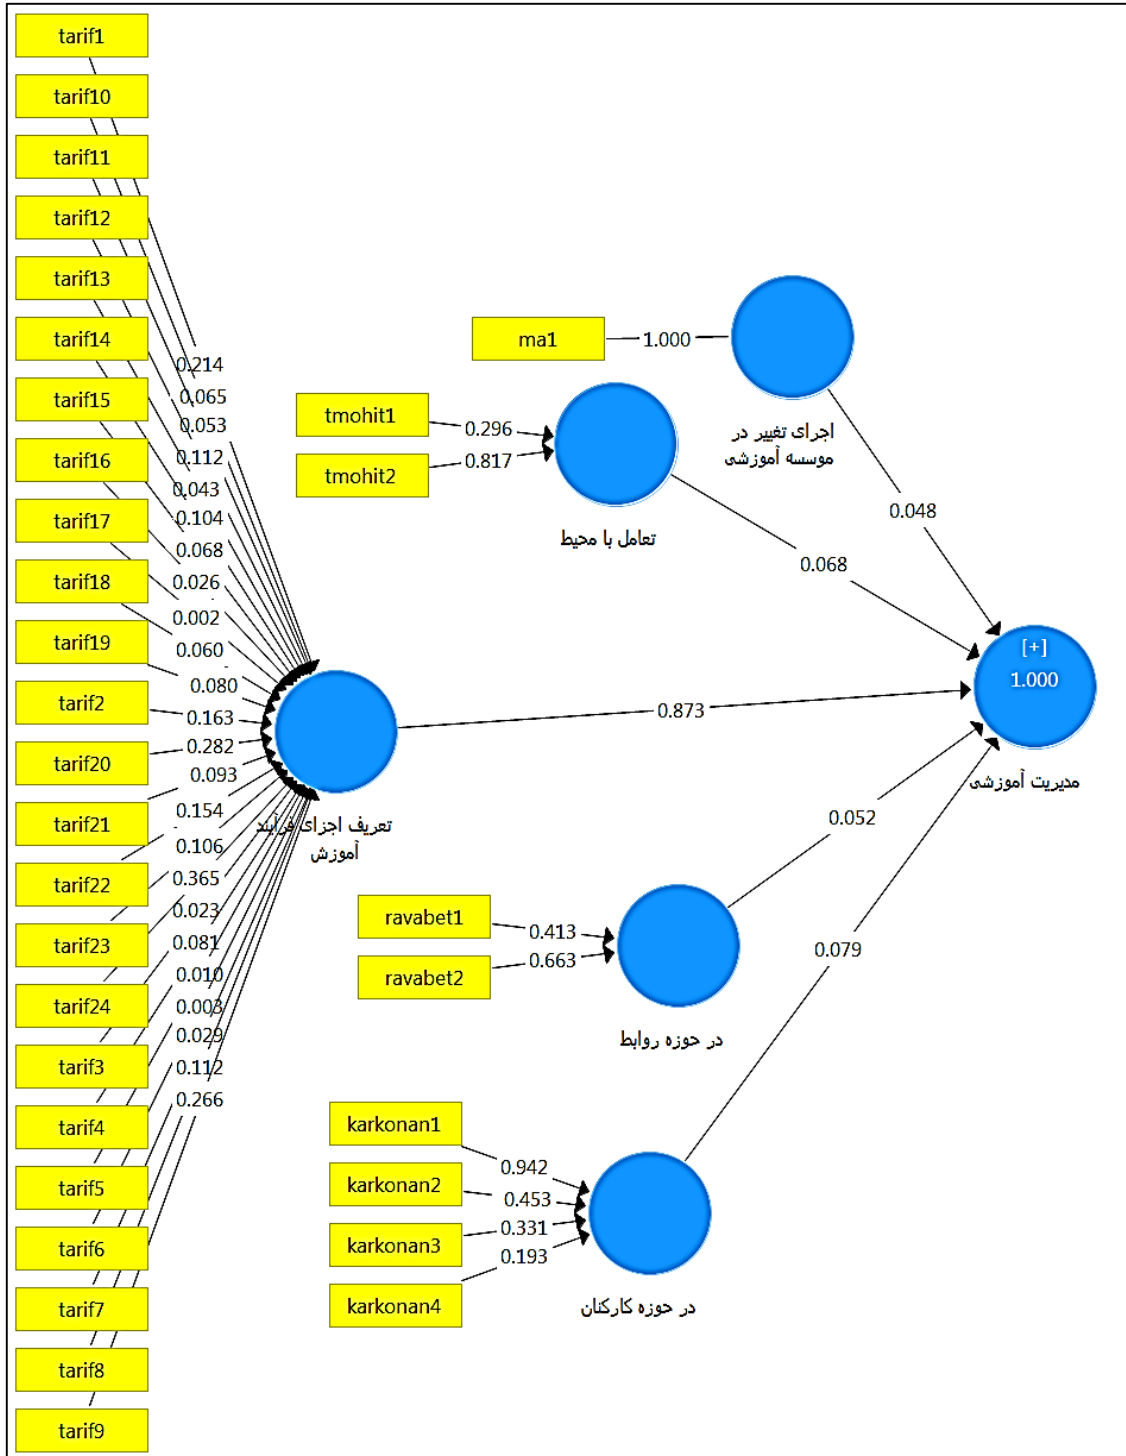 tarif1
tarif10
tarif11
tarif12
tarif13
tarif14
tarif15
tarif16
tarif17
tarif18
tarif19
tarif2
tarif20
tarif21
tarif22
tarif23
tarif24
tarif3
tarif4
tarif5
tarif6
tarif7
tarif8
tarif9
0.214
0.065
0.053
0.112
0.043
0.104
0.068
0.026
0.002
0.060
0.080
0.163
0.282
0.093
0.154
0.106
0.365
0.023
0.081
0.010
0.003
0.029
0.112
0.266
تعریف اجزای فرآیند
آموزش
ma1
1.000
اجرای تغییر در
موسسه آموزشی
tmohit1
tmohit2
0.296
0.817
تعامل با محیط
0.048
0.068
0.873
0.052
0.079
[+]
1.000
مدیریت آموزشی
ravabet1
ravabet2
0.413
0.663
در حوزه روابط
karkonan1
karkonan2
karkonan3
karkonan4
0.942
0.453
0.331
0.193
در حوزه کارکنان